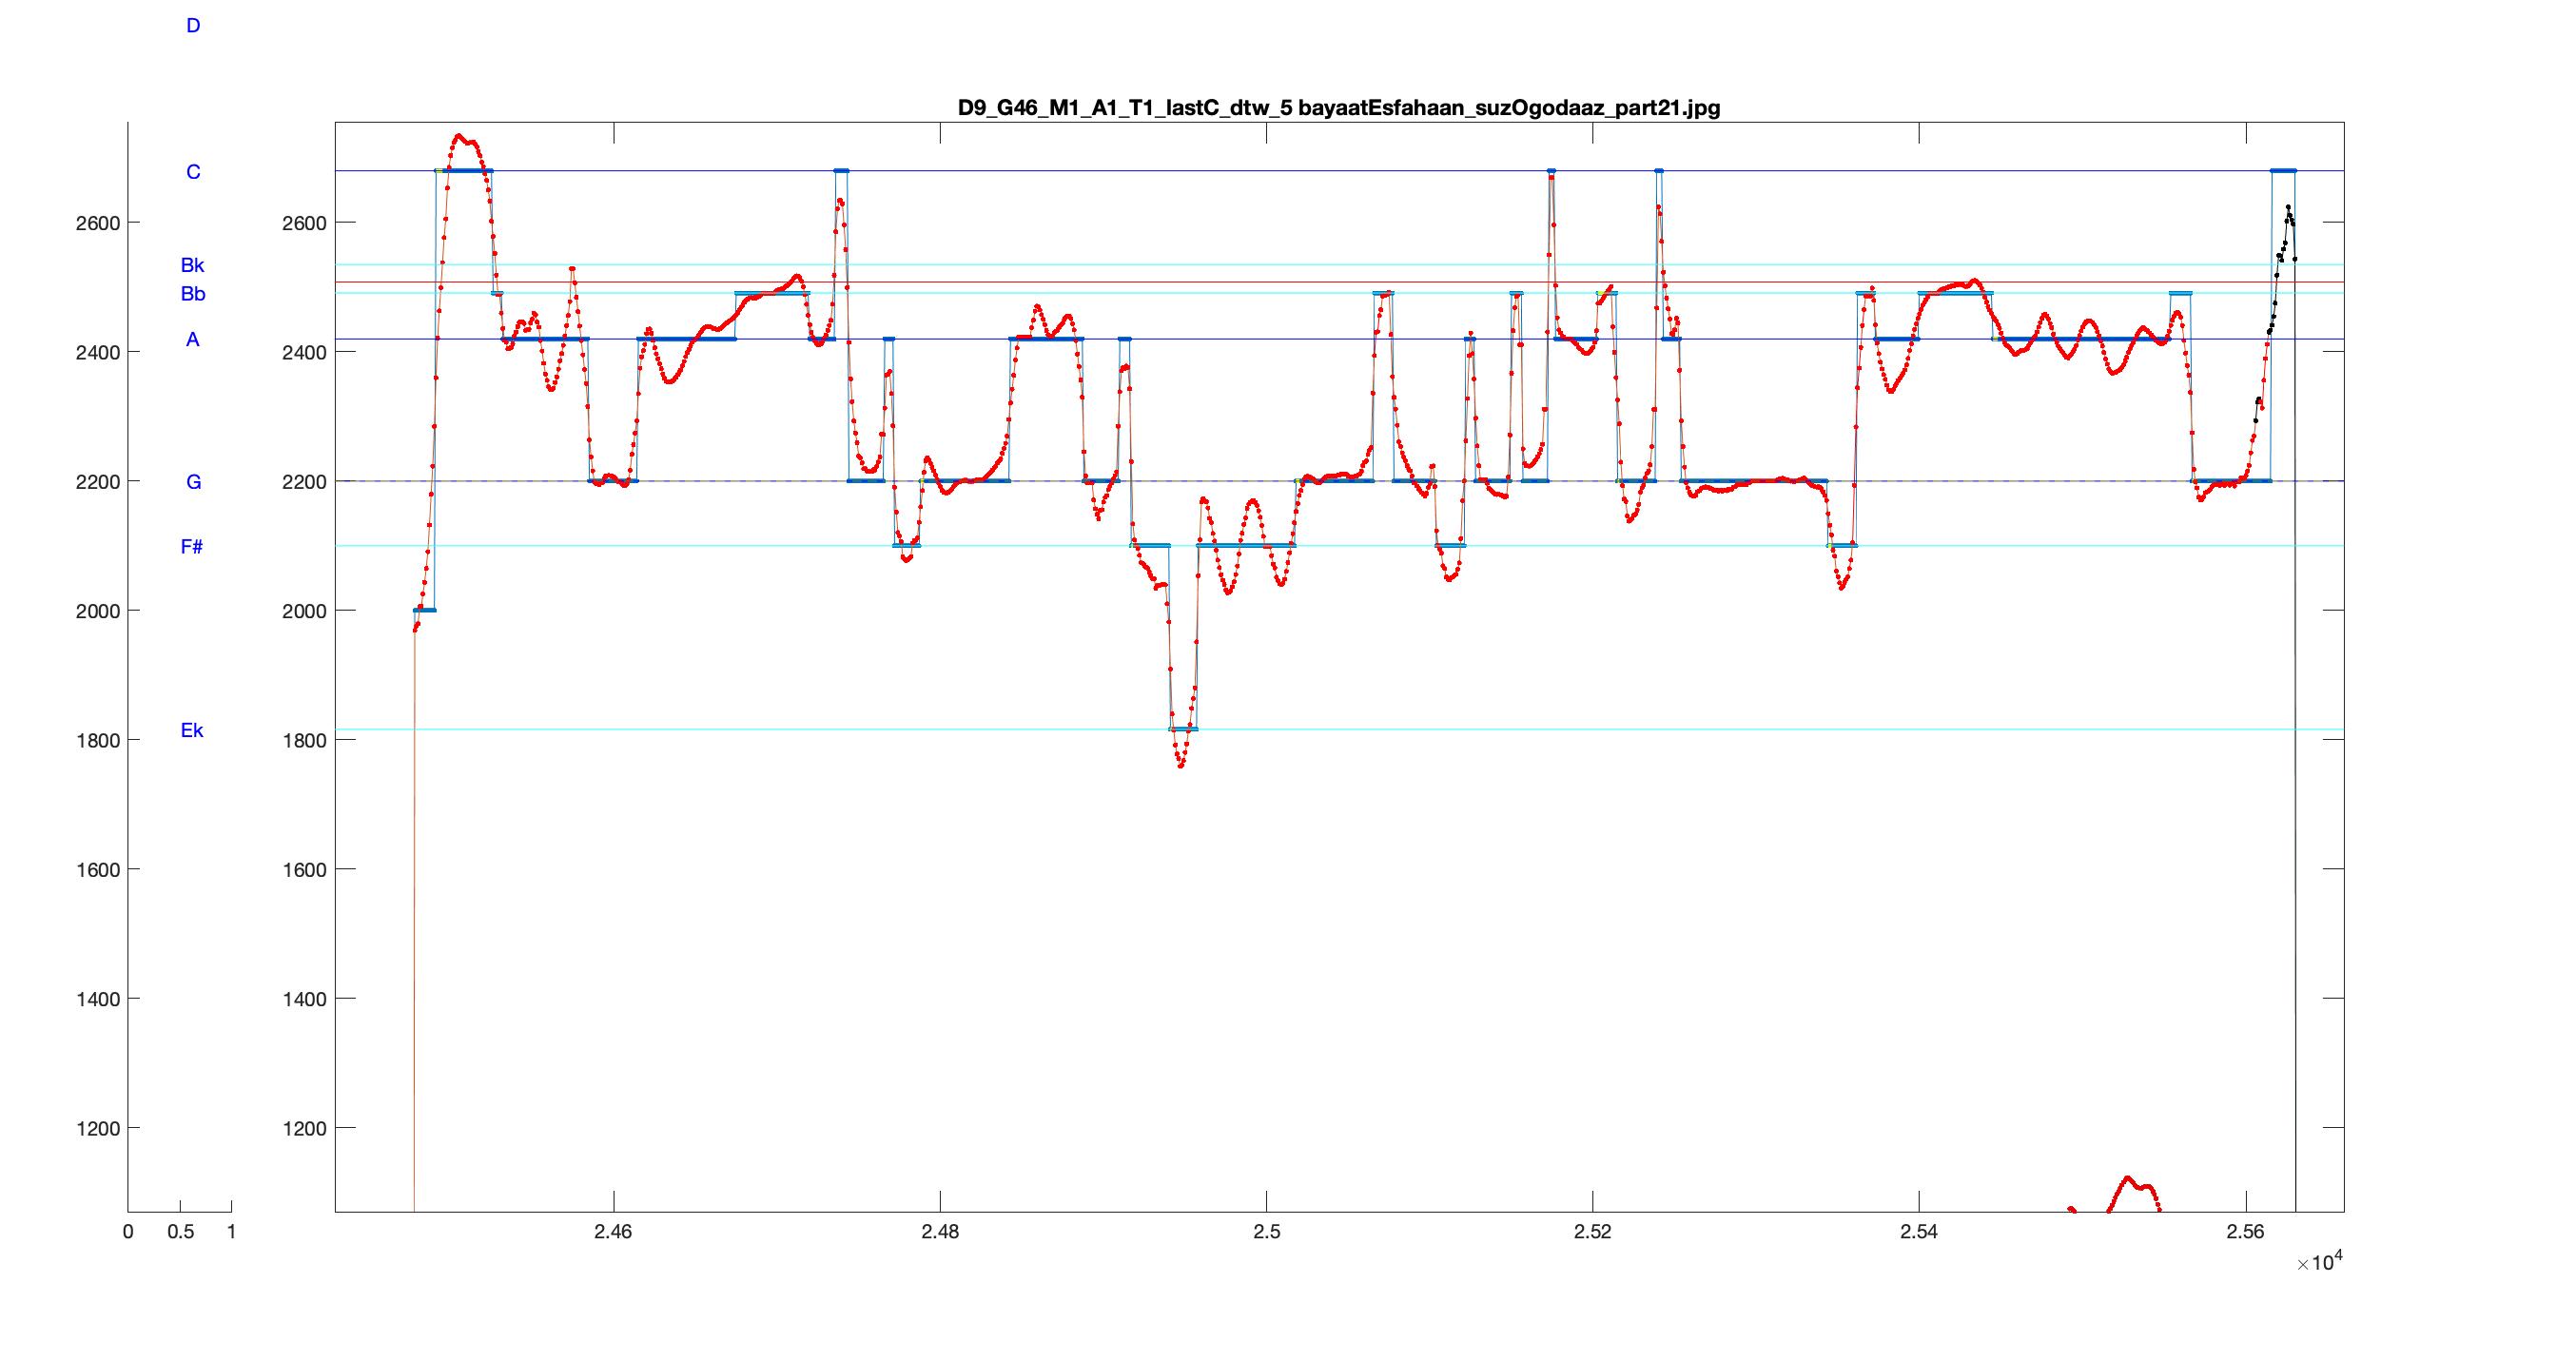 D
D9_G46_M1_A1_T1_lastC_dtw_5 bayaatEsfahaan_suzOgodaaz_part21.jpg
C
2600 2600
Bk
Bb
A
2400 2400
G
2200 2200
F#
2000 2000
Ek
1800 1800
1600 1600
1400 1400
1200 1200
0 0.5 1 2.46 2.48 2.5 2.52 2.54 2.56
×10⁴